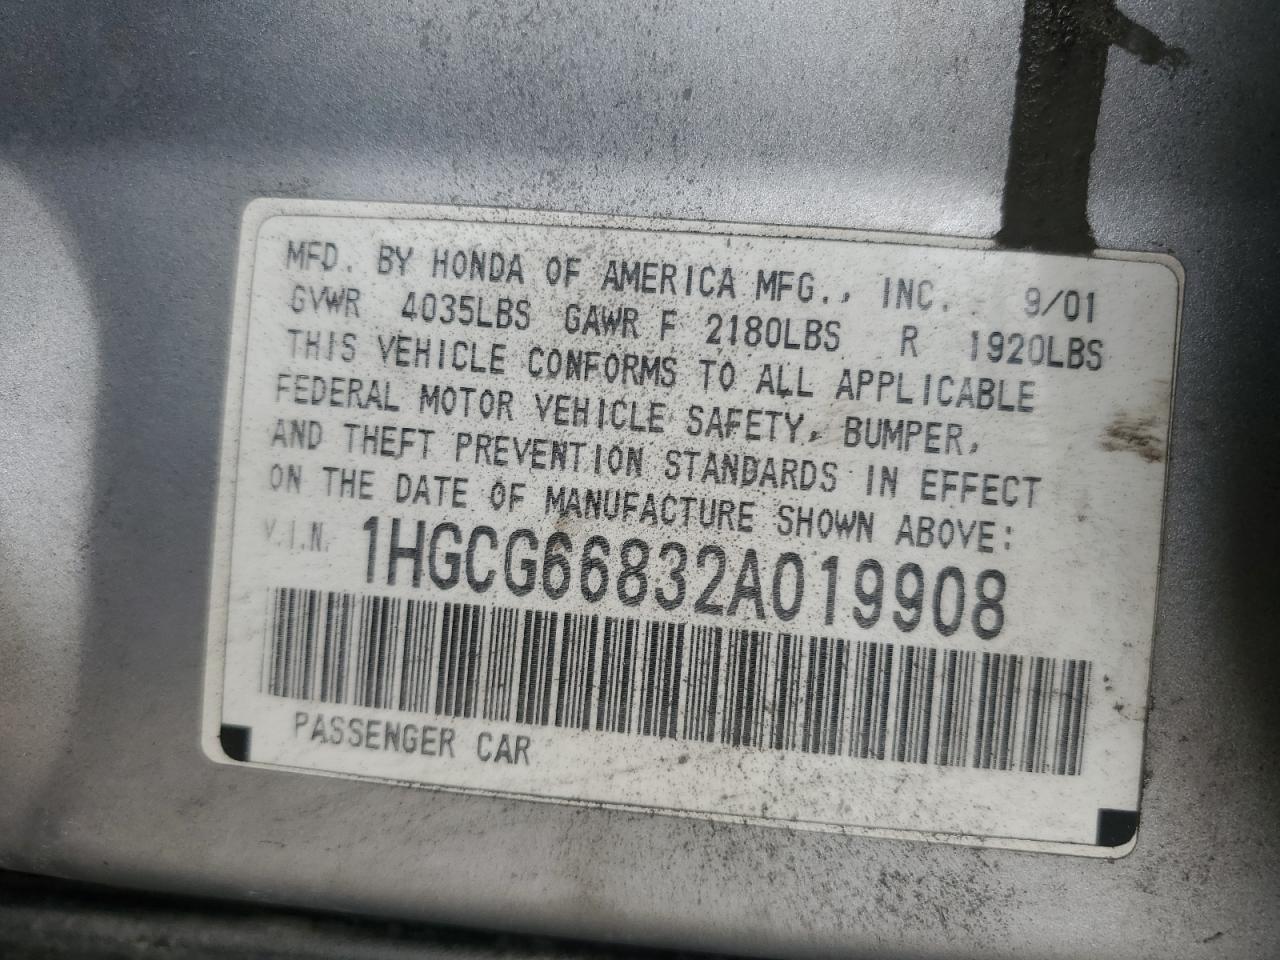 MFD. BY HONDA OF AMERICA MFG., INC. 9/01
GVWR 4035LBS GAWR F 2180LBS R 1920LBS
THIS VEHICLE CONFORMS TO ALL APPLICABLE
FEDERAL MOTOR VEHICLE SAFETY, BUMPER,
AND THEFT PREVENTION STANDARDS IN EFFECT
ON THE DATE OF MANUFACTURE SHOWN ABOVE:
V.I.N. 1HGCG66832A019908
PASSENGER CAR